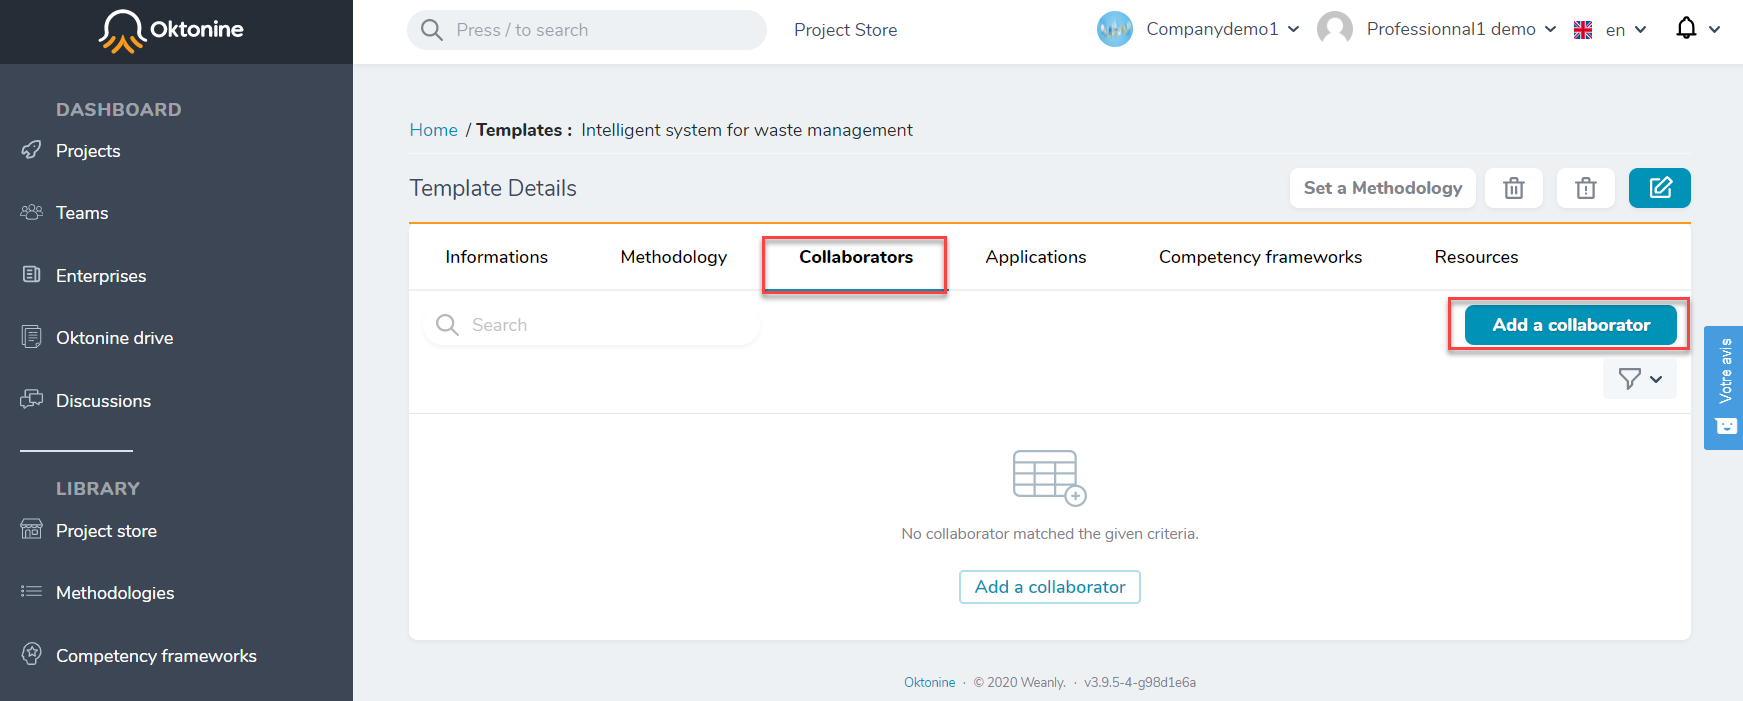 Oktonine
Press / to search
Project Store
Companydemo1
Professionnal1 demo
en
DASHBOARD
Projects
Teams
Enterprises
Oktonine drive
Discussions
LIBRARY
Project store
Methodologies
Competency frameworks
Home / Templates : Intelligent system for waste management
Template Details
Set a Methodology
Informations
Methodology
Collaborators
Applications
Competency frameworks
Resources
Search
Add a collaborator
No collaborator matched the given criteria.
Add a collaborator
Votre avis
Oktonine · © 2020 Weanly. · v3.9.5-4-g98d1e6a